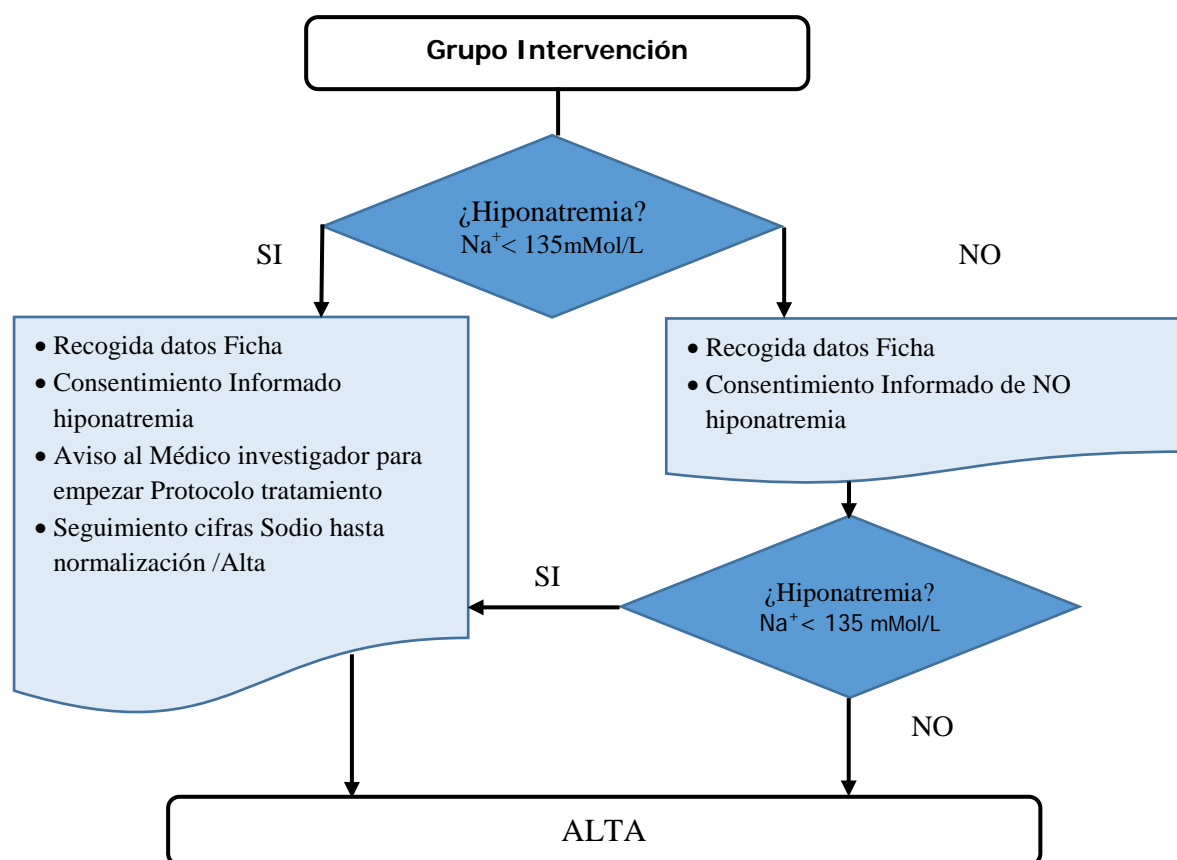 Grupo Intervención
¿Hiponatremia?
Na⁺< 135mMol/L
SI
NO
• Recogida datos Ficha
• Consentimiento Informado
hiponatremia
• Aviso al Médico investigador para
empezar Protocolo tratamiento
• Seguimiento cifras Sodio hasta
normalización /Alta
• Recogida datos Ficha
• Consentimiento Informado de NO
hiponatremia
SI
¿Hiponatremia?
Na⁺< 135 mMol/L
NO
ALTA